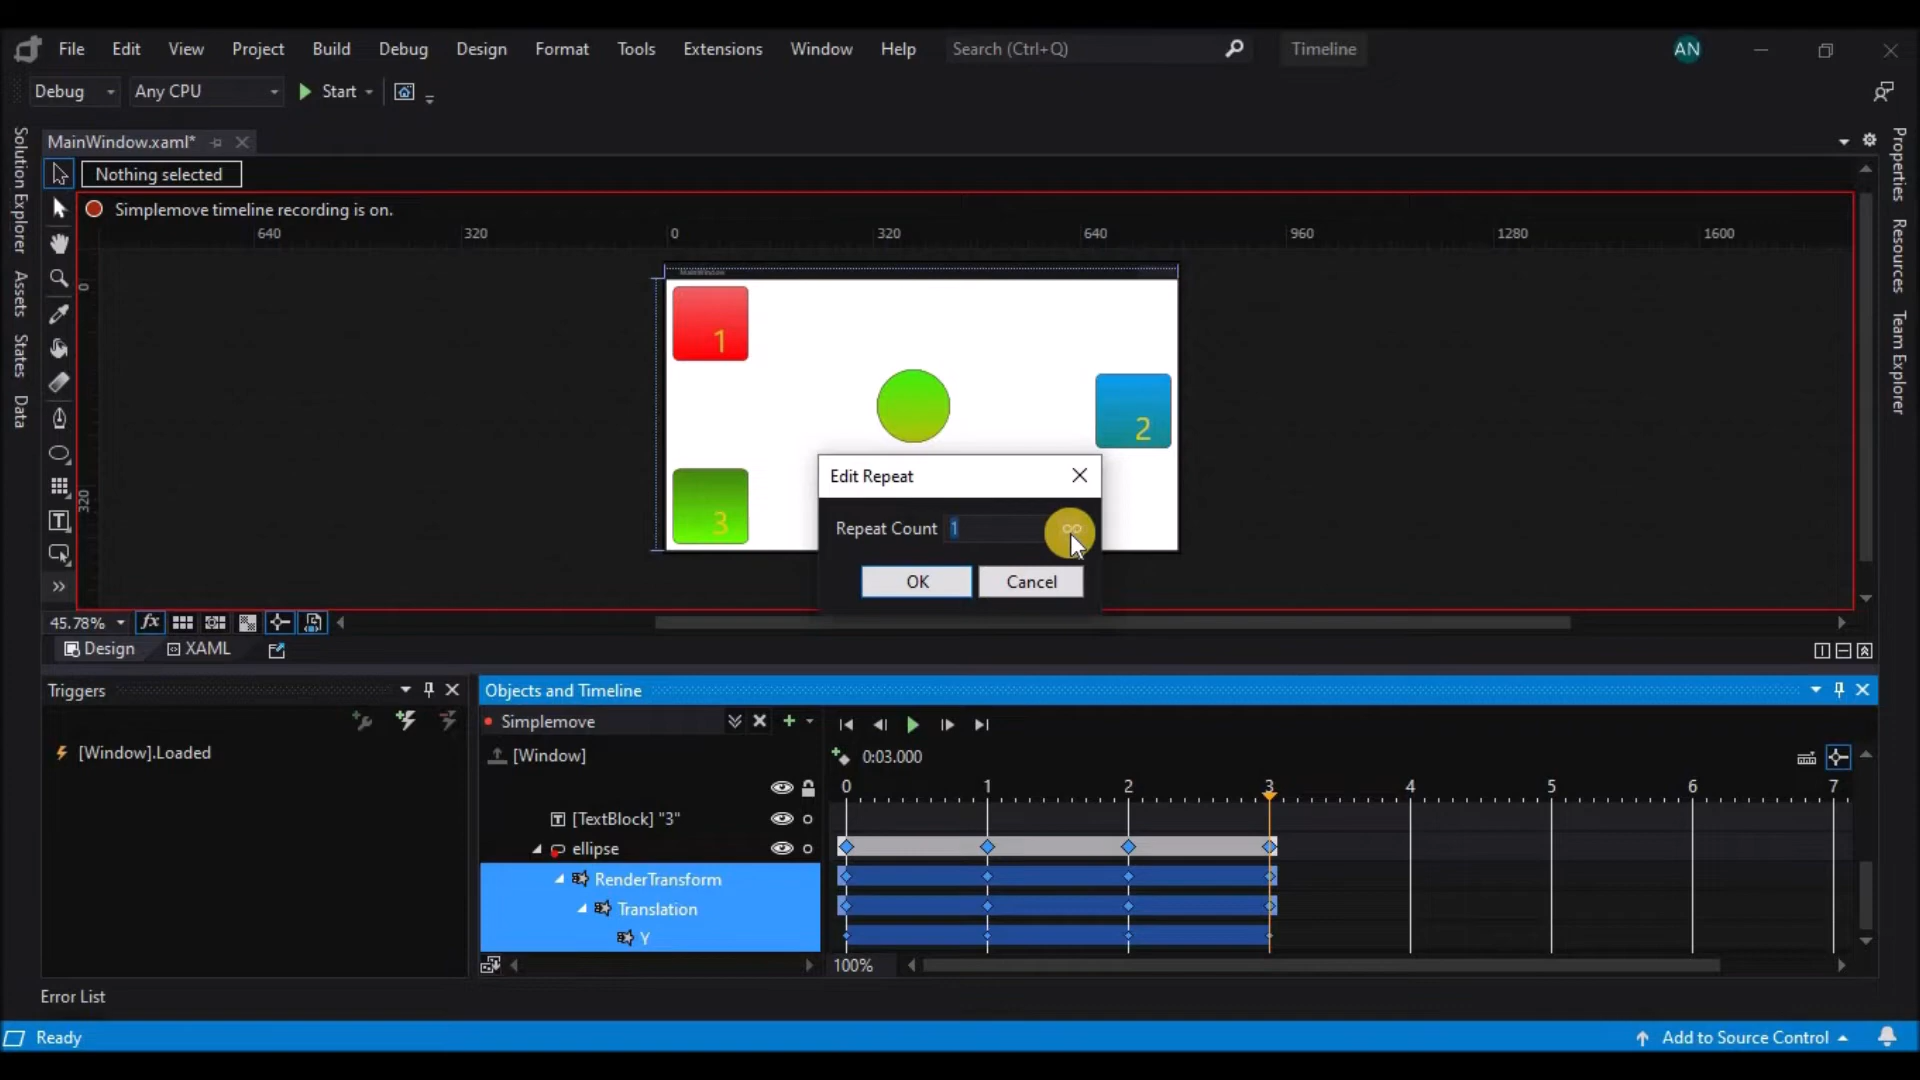 File Edit View Project Build Debug Design Format Tools Extensions Window Help Search (Ctrl+Q) Timeline AN
Debug Any CPU Start
MainWindow.xaml*
Nothing selected
Simplemove timeline recording is on.
640 320 0 320 640 960 1280 1600
0
320
MainWindow
1
2
3
Edit Repeat
Repeat Count 1
OK Cancel
Solution Explorer
Assets
States
Data
Properties
Resources
Team Explorer
45.78% fx
Design XAML
Triggers
[Window].Loaded
Objects and Timeline
Simplemove
[Window]
0:03.000
0 1 2 3 4 5 6 7
[TextBlock] "3"
ellipse
RenderTransform
Translation
Y
100%
Error List
Ready Add to Source Control